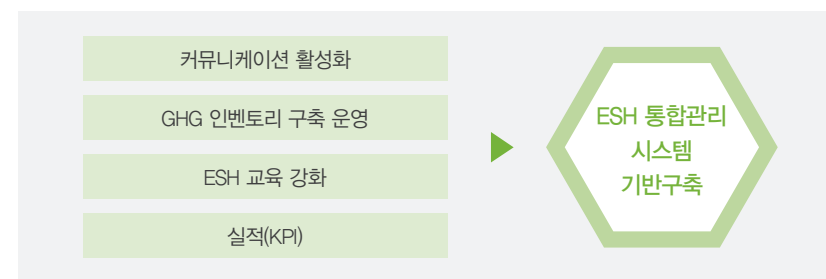 커뮤니케이션 활성화
GHG 인벤토리 구축 운영
ESH 교육 강화
실적(KPI)
ESH 통합관리
시스템
기반구축